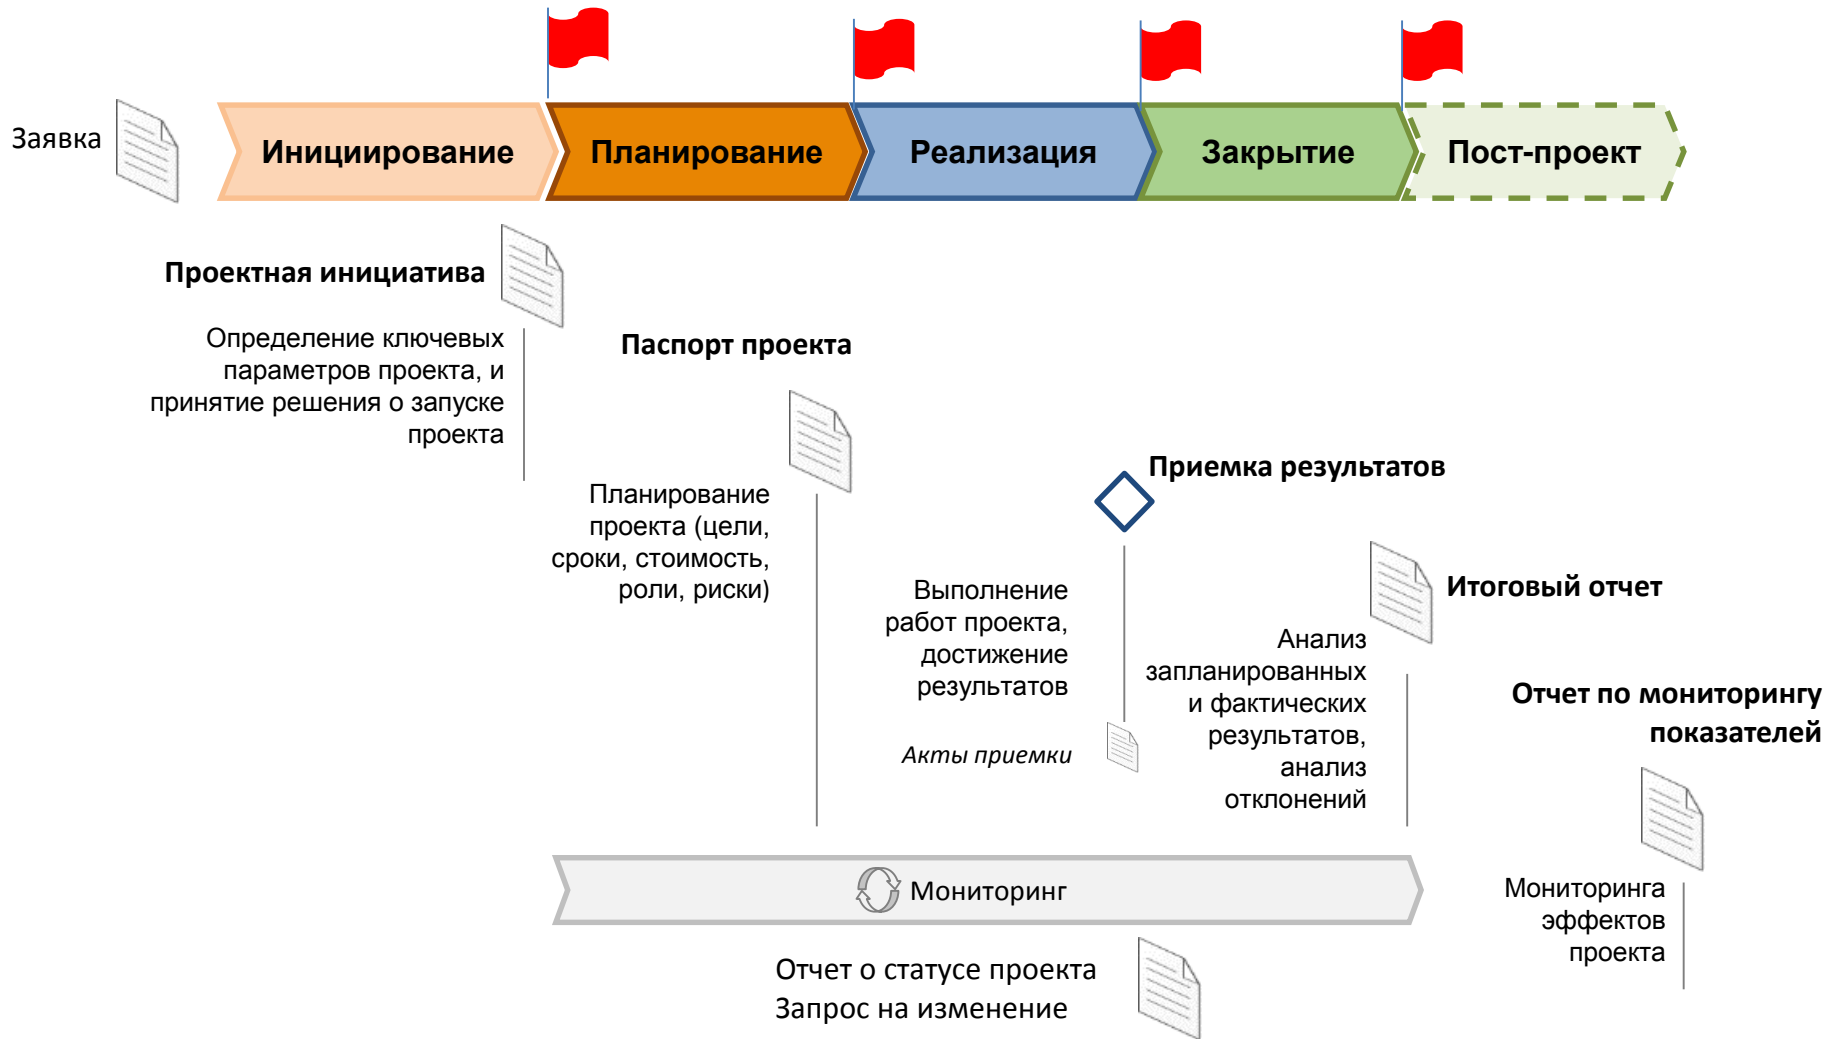 Заявка
Инициирование
Планирование
Реализация
Закрытие
Пост-проект
Проектная инициатива
Определение ключевых
параметров проекта, и
принятие решения о запуске
проекта
Паспорт проекта
Планирование
проекта (цели,
сроки, стоимость,
роли, риски)
Приемка результатов
Выполнение
работ проекта,
достижение
результатов
Акты приемки
Итоговый отчет
Анализ
запланированных
и фактических
результатов,
анализ
отклонений
Отчет по мониторингу
показателей
Мониторинга
эффектов
проекта
Мониторинг
Отчет о статусе проекта
Запрос на изменение